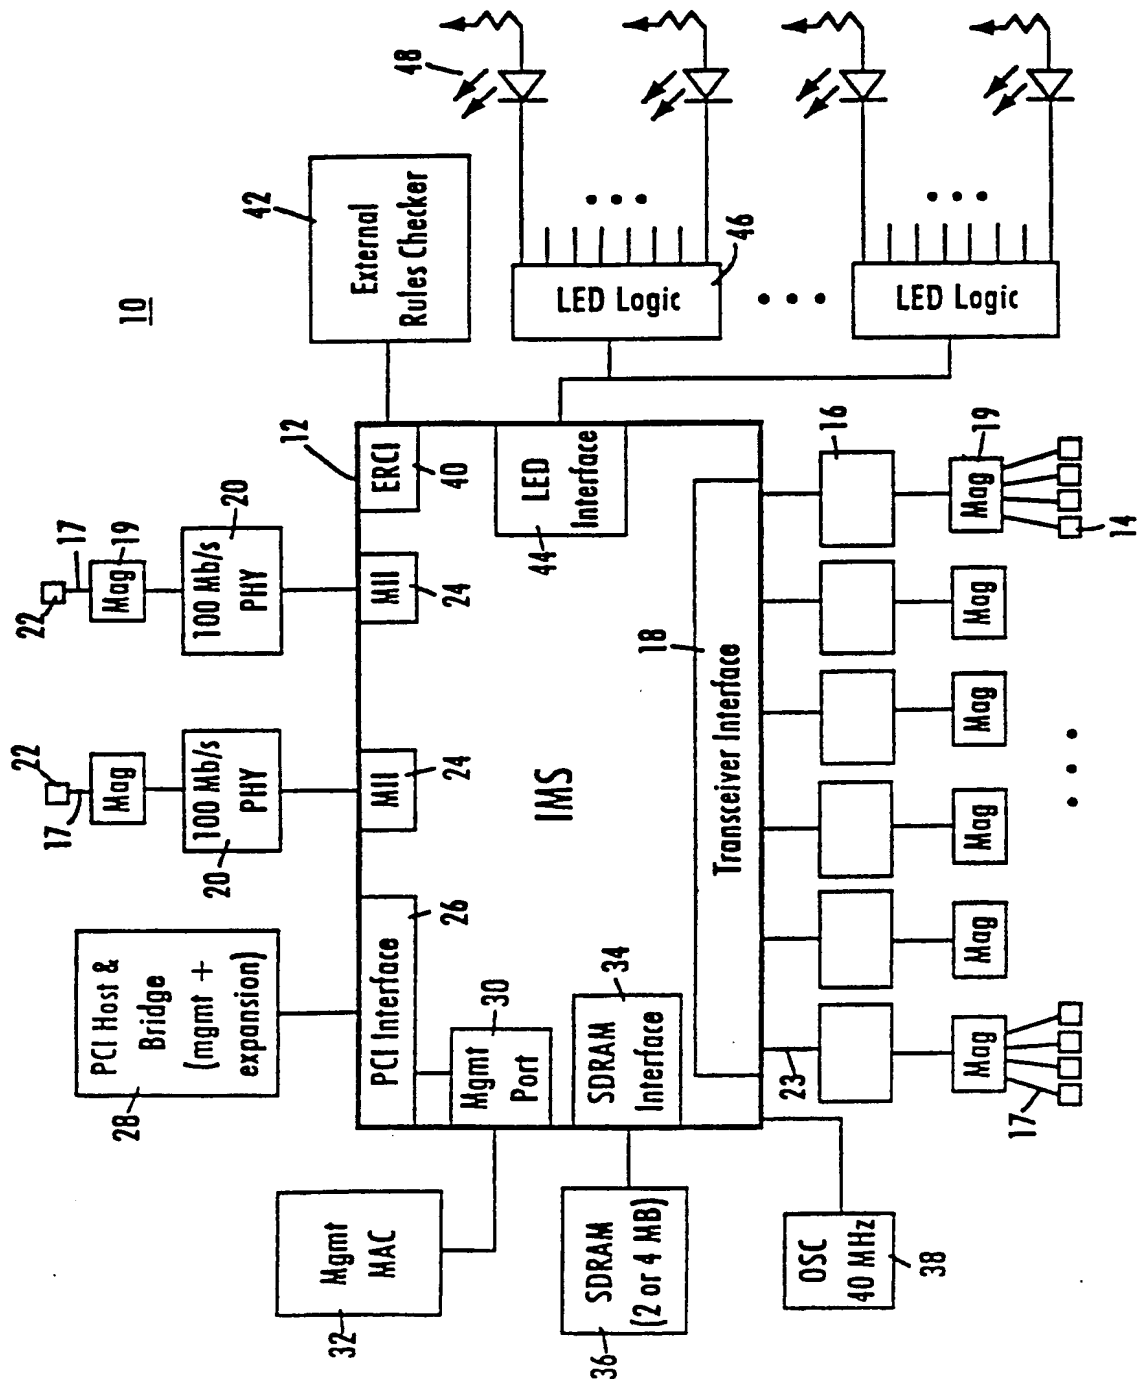 10
22
22
17
17
Mag
Mag
19
PCI Host &
Bridge
(mgmt +
expansion)
28
100 Mb/s
PHY
20
100 Mb/s
PHY
20
External
Rules Checker
42
48
12
PCI Interface
26
MII
24
MII
24
ERCI
40
Mgmt
MAC
32
Mgmt
Port
30
IMS
LED
Interface
44
LED Logic
46
LED Logic
SDRAM
(2 or 4 MB)
36
SDRAM
Interface
34
18
Transceiver Interface
OSC
40 MHz
38
23
16
Mag
Mag
Mag
Mag
Mag
Mag
19
17
14